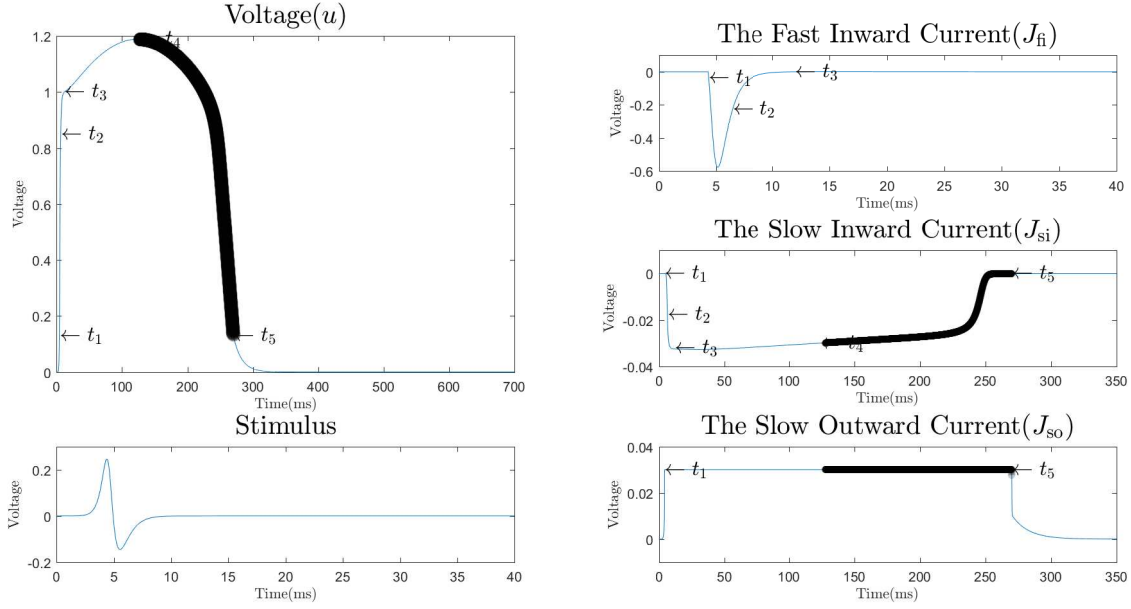 Voltage(u)
1.2
1
0.8
0.6
0.4
0.2
0
Voltage
t4
← t3
← t2
← t1
← t5
0 100 200 300 400 500 600 700
Time(ms)
Stimulus
0.2
0
-0.2
Voltage
0 5 10 15 20 25 30 35 40
Time(ms)
The Fast Inward Current(Jfi)
0
-0.2
-0.4
-0.6
Voltage
← t1
← t2
← t3
0 5 10 15 20 25 30 35 40
Time(ms)
The Slow Inward Current(Jsi)
0
-0.02
-0.04
Voltage
← t1
← t2
← t3
← t4
← t5
0 50 100 150 200 250 300 350
Time(ms)
The Slow Outward Current(Jso)
0.04
0.02
0
Voltage
← t1
← t5
0 50 100 150 200 250 300 350
Time(ms)